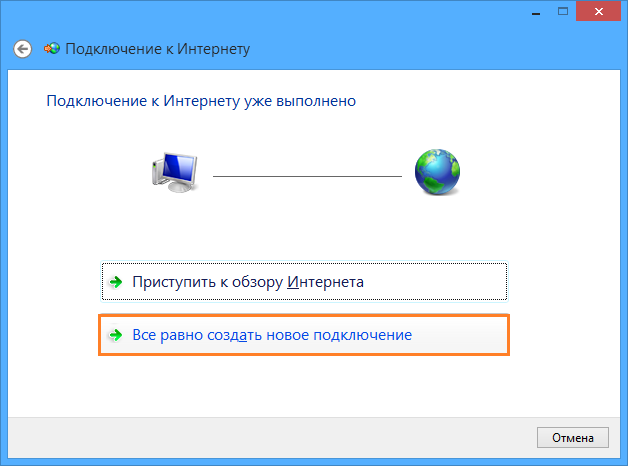 Подключение к Интернету
Подключение к Интернету уже выполнено
Приступить к обзору Интернета
Все равно создать новое подключение
Отмена